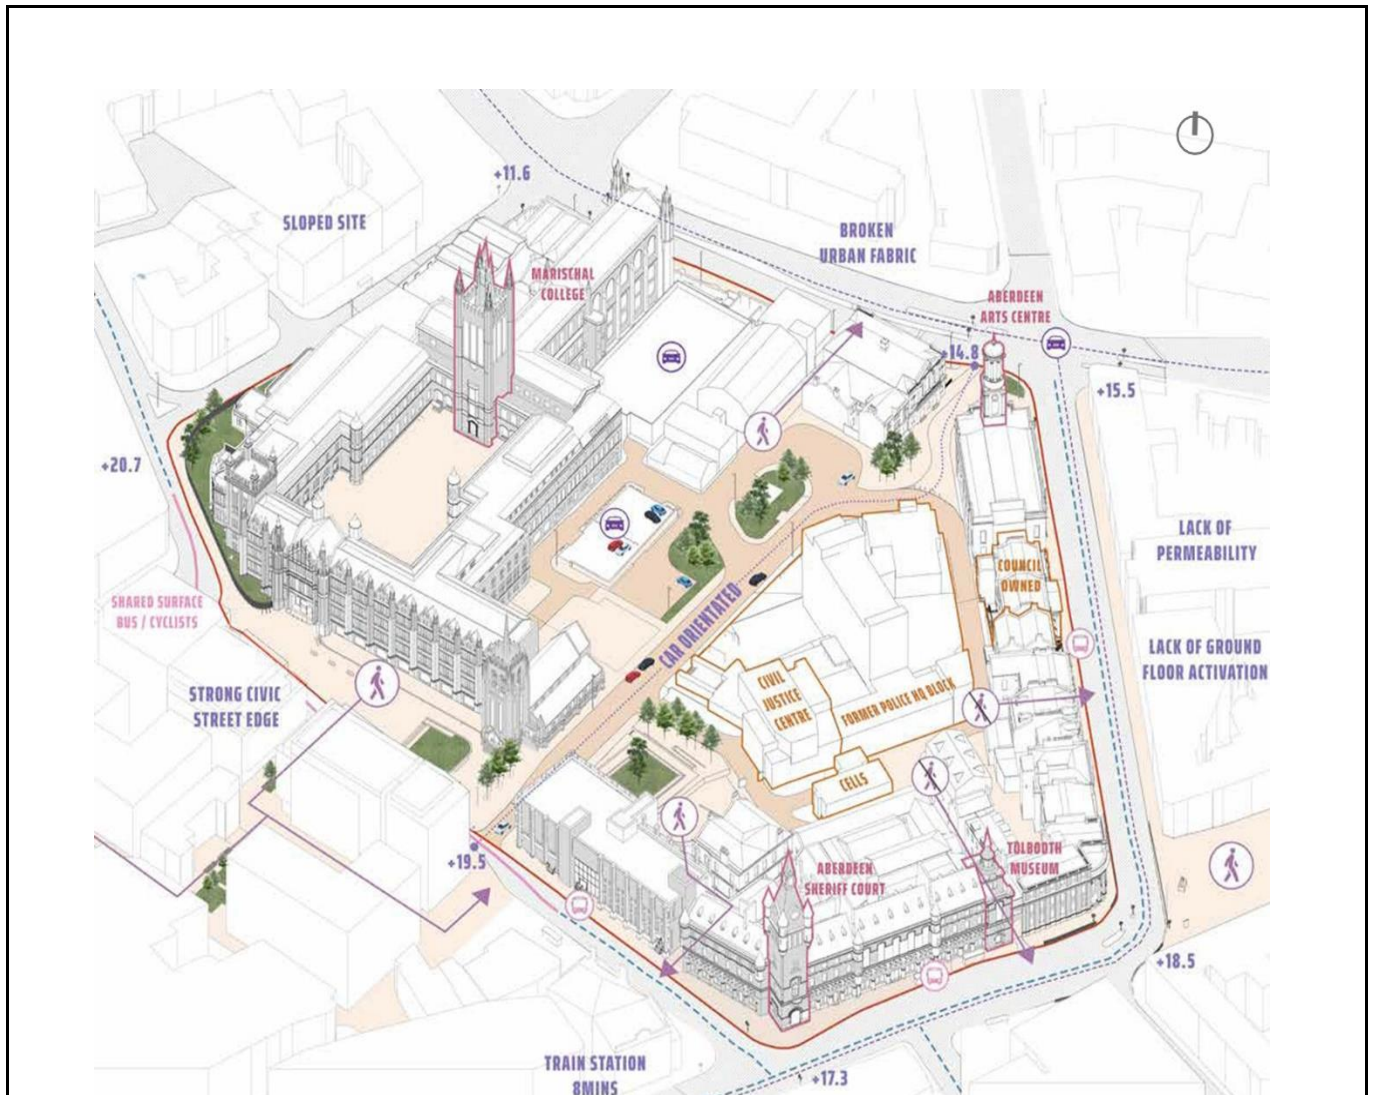 +11.6
SLOPED SITE
BROKEN
URBAN FABRIC
MARISCHAL
COLLEGE
ABERDEEN
ARTS CENTRE
+14.8
+15.5
+20.7
LACK OF
PERMEABILITY
COUNCIL
OWNED
SHARED SURFACE
BUS / CYCLISTS
CAR ORIENTATED
LACK OF GROUND
FLOOR ACTIVATION
STRONG CIVIC
STREET EDGE
CIVIL
JUSTICE
CENTRE
FORMER POLICE HQ BLOCK
CELLS
+19.5
ABERDEEN
SHERIFF COURT
TOLBOOTH
MUSEUM
+18.5
TRAIN STATION
8MINS
+17.3